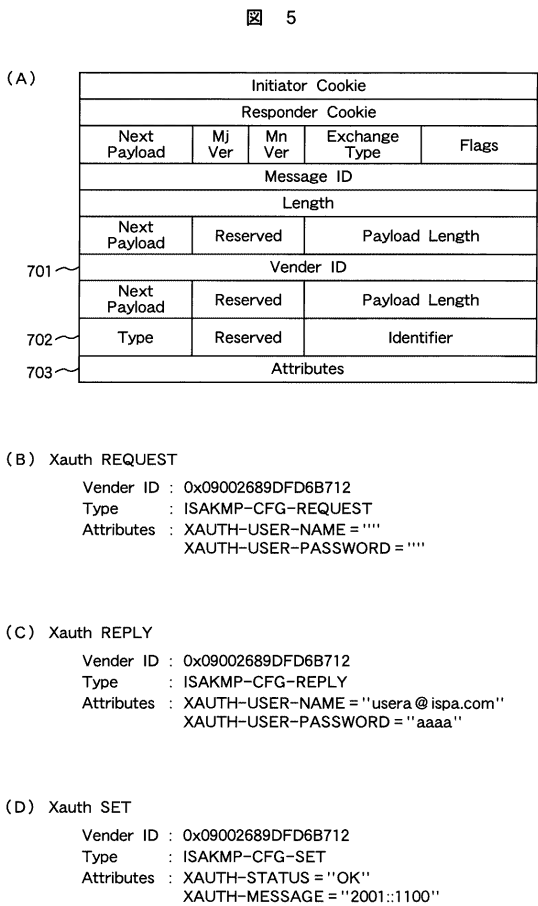 図 5
(A)
Initiator Cookie
Responder Cookie
Next Payload Mj Ver Mn Ver Exchange Type Flags
Message ID
Length
Next Payload Reserved Payload Length
701 Vender ID
Next Payload Reserved Payload Length
702 Type Reserved Identifier
703 Attributes
(B) Xauth REQUEST
Vender ID : 0x09002689DFD6B712
Type : ISAKMP-CFG-REQUEST
Attributes : XAUTH-USER-NAME = ""
XAUTH-USER-PASSWORD = ""
(C) Xauth REPLY
Vender ID : 0x09002689DFD6B712
Type : ISAKMP-CFG-REPLY
Attributes : XAUTH-USER-NAME = "usera@ispa.com"
XAUTH-USER-PASSWORD = "aaaa"
(D) Xauth SET
Vender ID : 0x09002689DFD6B712
Type : ISAKMP-CFG-SET
Attributes : XAUTH-STATUS = "OK"
XAUTH-MESSAGE = "2001::1100"